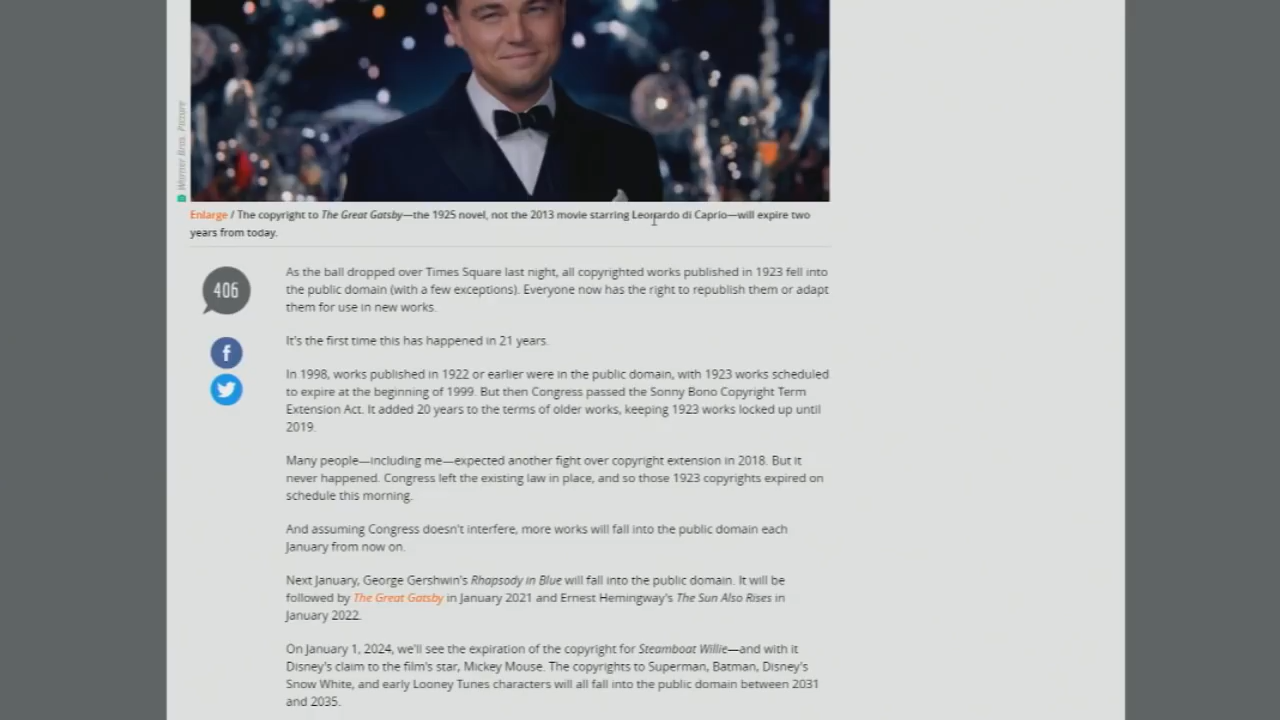 Warner Bros. Picture
Enlarge / The copyright to The Great Gatsby—the 1925 novel, not the 2013 movie starring Leonardo di Caprio—will expire two
years from today.
406
As the ball dropped over Times Square last night, all copyrighted works published in 1923 fell into
the public domain (with a few exceptions). Everyone now has the right to republish them or adapt
them for use in new works.
It's the first time this has happened in 21 years.
In 1998, works published in 1922 or earlier were in the public domain, with 1923 works scheduled
to expire at the beginning of 1999. But then Congress passed the Sonny Bono Copyright Term
Extension Act. It added 20 years to the terms of older works, keeping 1923 works locked up until
2019.
Many people—including me—expected another fight over copyright extension in 2018. But it
never happened. Congress left the existing law in place, and so those 1923 copyrights expired on
schedule this morning.
And assuming Congress doesn't interfere, more works will fall into the public domain each
January from now on.
Next January, George Gershwin's Rhapsody in Blue will fall into the public domain. It will be
followed by The Great Gatsby in January 2021 and Ernest Hemingway's The Sun Also Rises in
January 2022.
On January 1, 2024, we'll see the expiration of the copyright for Steamboat Willie—and with it
Disney's claim to the film's star, Mickey Mouse. The copyrights to Superman, Batman, Disney's
Snow White, and early Looney Tunes characters will all fall into the public domain between 2031
and 2035.